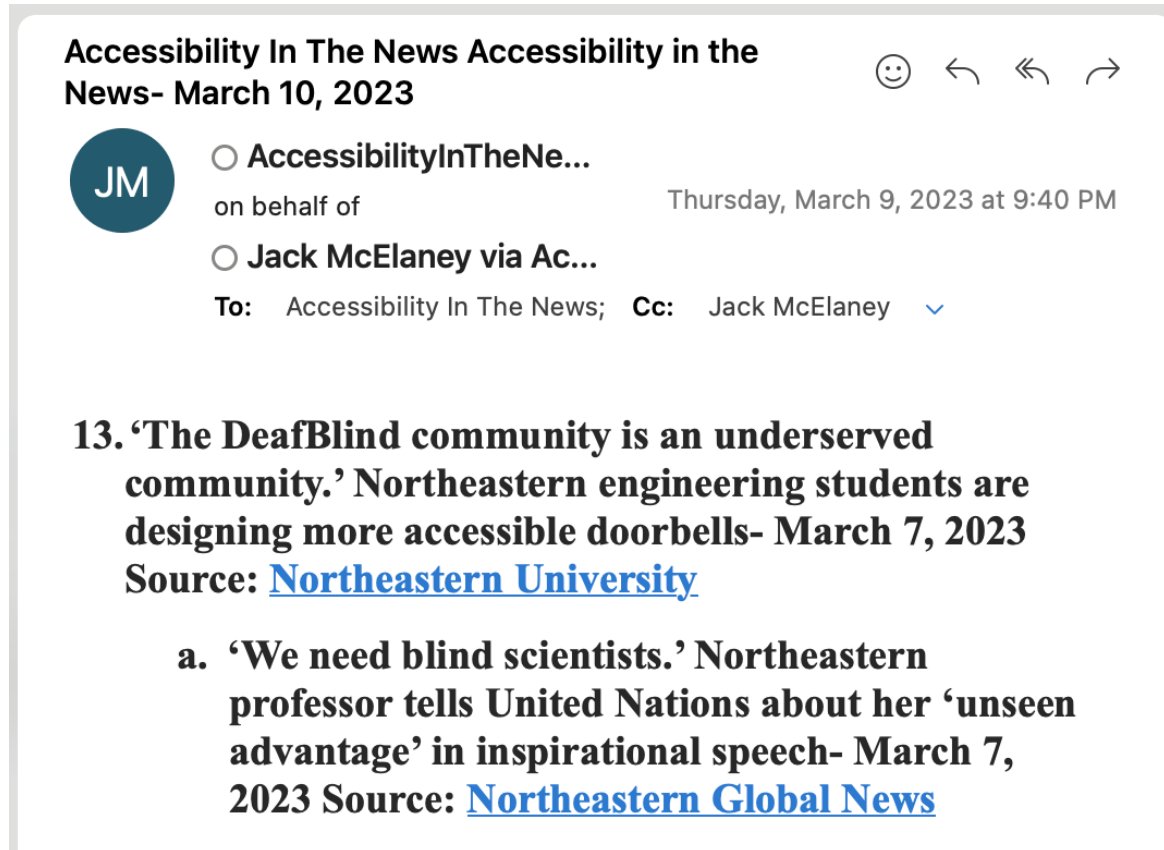 Accessibility In The News Accessibility in the
News- March 10, 2023
JM
AccessibilityInTheNe...
on behalf of
Thursday, March 9, 2023 at 9:40 PM
Jack McElaney via Ac...
To: Accessibility In The News; Cc: Jack McElaney
13. ‘The DeafBlind community is an underserved
community.’ Northeastern engineering students are
designing more accessible doorbells- March 7, 2023
Source: Northeastern University
a. ‘We need blind scientists.’ Northeastern
professor tells United Nations about her ‘unseen
advantage’ in inspirational speech- March 7,
2023 Source: Northeastern Global News